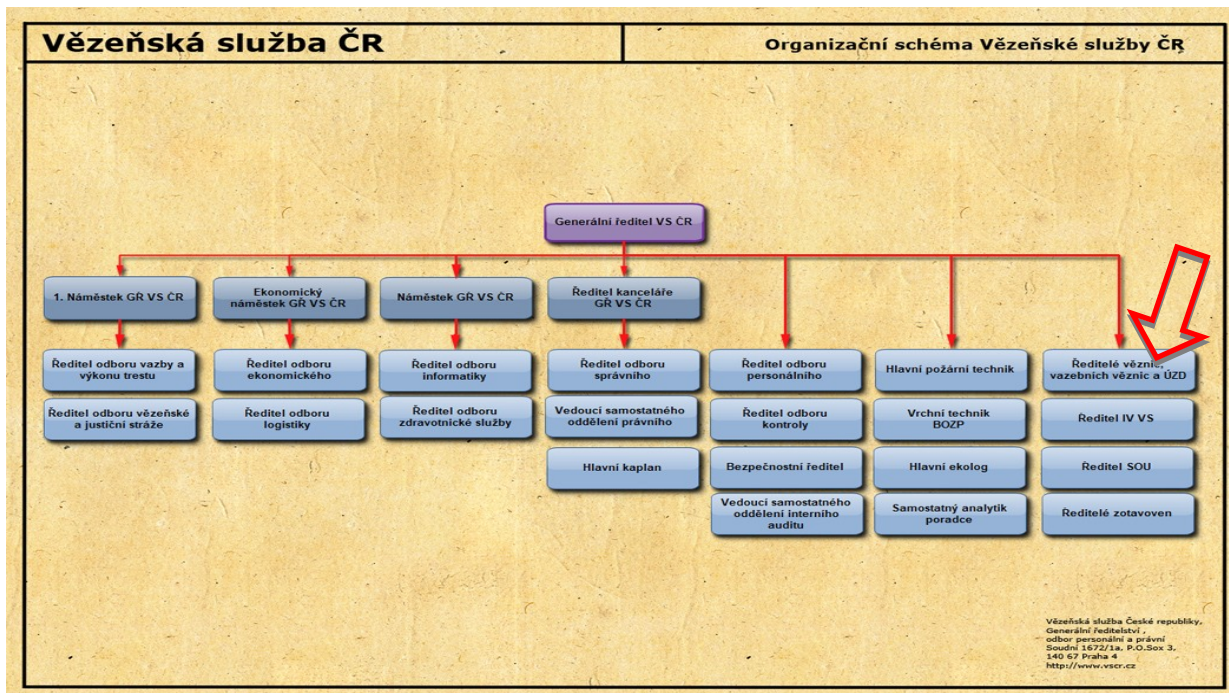 Vězeňská služba ČR
Organizační schéma Vězeňské služby ČR
Generální ředitel VS ČR
1. Náměstek GŘ VS ČR
Ekonomický
náměstek GŘ VS ČR
Náměstek GŘ VS ČR
Ředitel kanceláře
GŘ VS ČR
Ředitel odboru vazby a
výkonu trestu
Ředitel odboru
ekonomického
Ředitel odboru
informatiky
Ředitel odboru
správního
Ředitel odboru
personálního
Hlavní požární technik
Ředitelé věznic,
vazebních věznic a ÚZD
Ředitel odboru vězeňské
a justiční stráže
Ředitel odboru
logistiky
Ředitel odboru
zdravotnické služby
Vedoucí samostatného
oddělení právního
Ředitel odboru
kontroly
Vrchní technik
BOZP
Ředitel IV VS
Hlavní kaplan
Bezpečnostní ředitel
Hlavní ekolog
Ředitel SOU
Vedoucí samostatného
oddělení interního
auditu
Samostatný analytik
poradce
Ředitelé zotavoven
Vězeňská služba České republiky,
Generální ředitelství ,
odbor personální a právní
Soudní 1672/1a, P.O.Sox 3,
140 67 Praha 4
http://www.vscr.cz